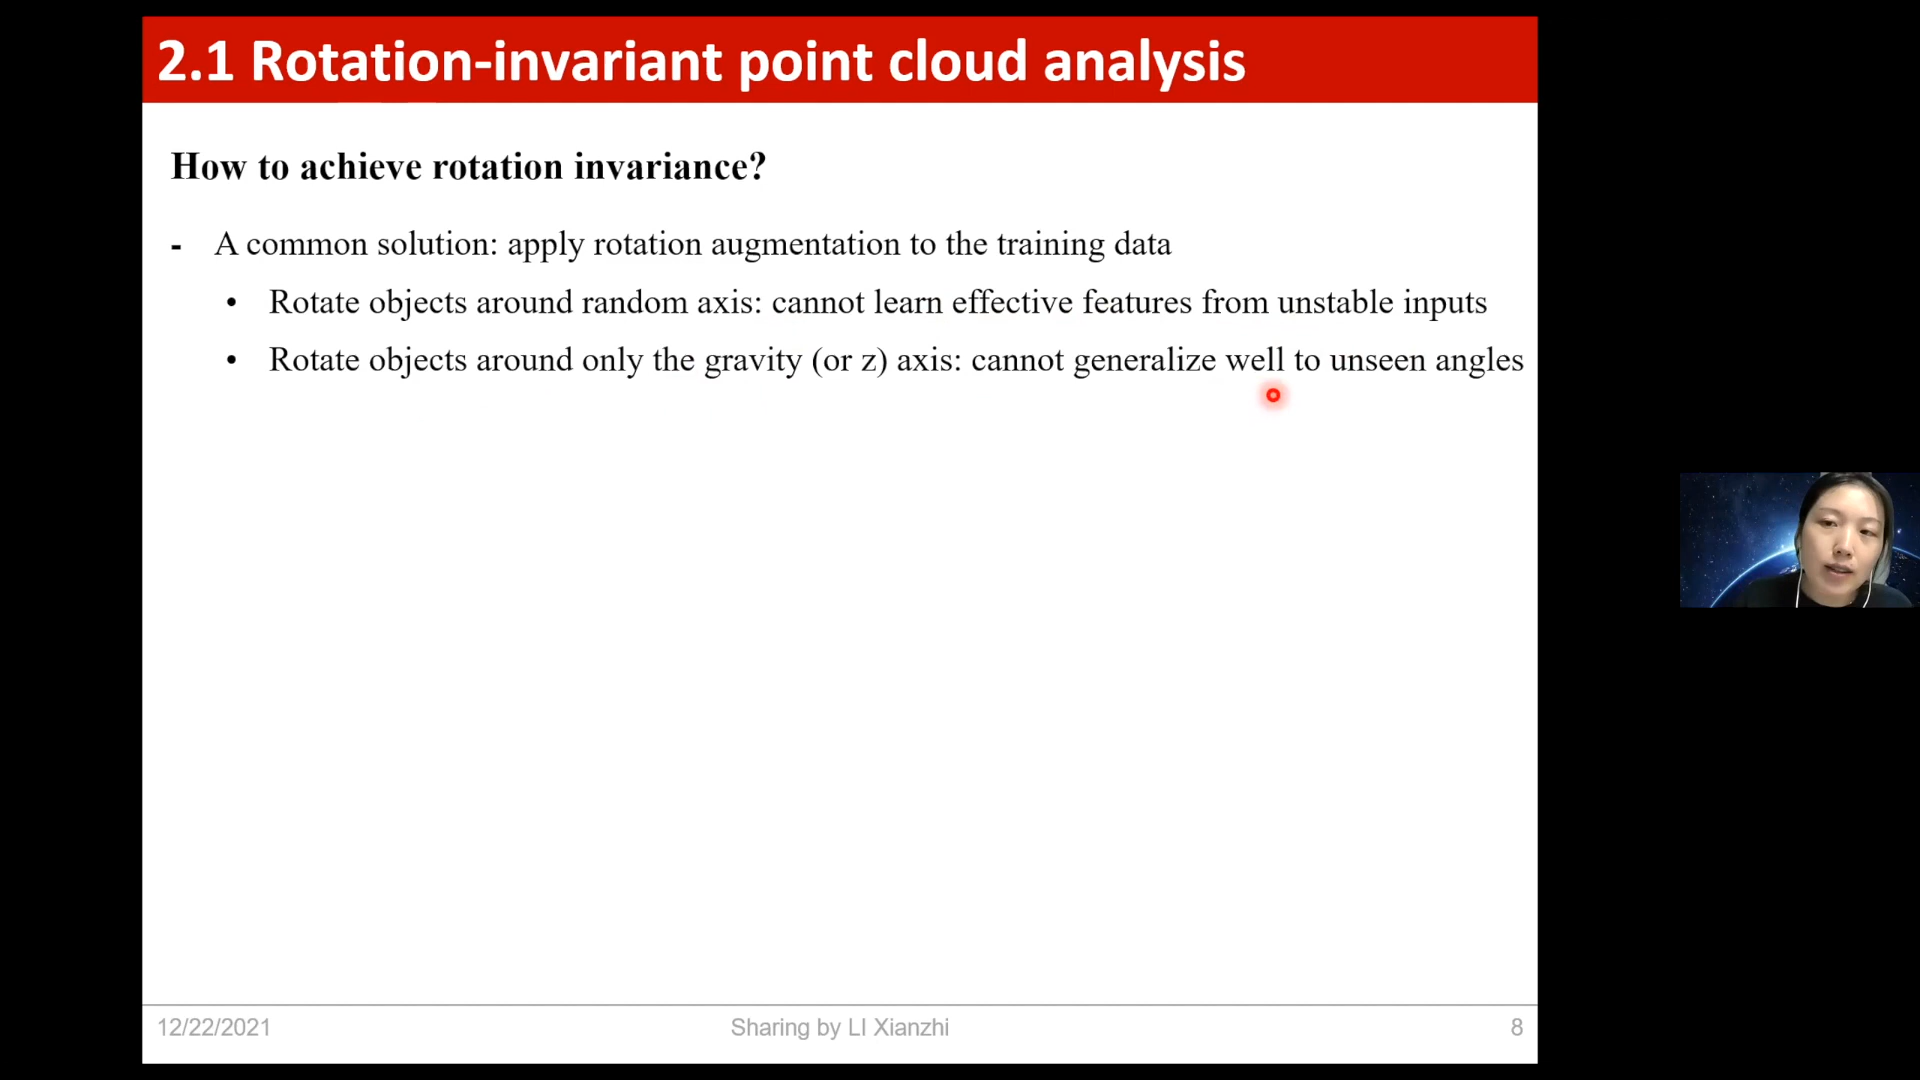 2.1 Rotation-invariant point cloud analysis
How to achieve rotation invariance?
- A common solution: apply rotation augmentation to the training data
• Rotate objects around random axis: cannot learn effective features from unstable inputs
• Rotate objects around only the gravity (or z) axis: cannot generalize well to unseen angles
12/22/2021
Sharing by LI Xianzhi
8